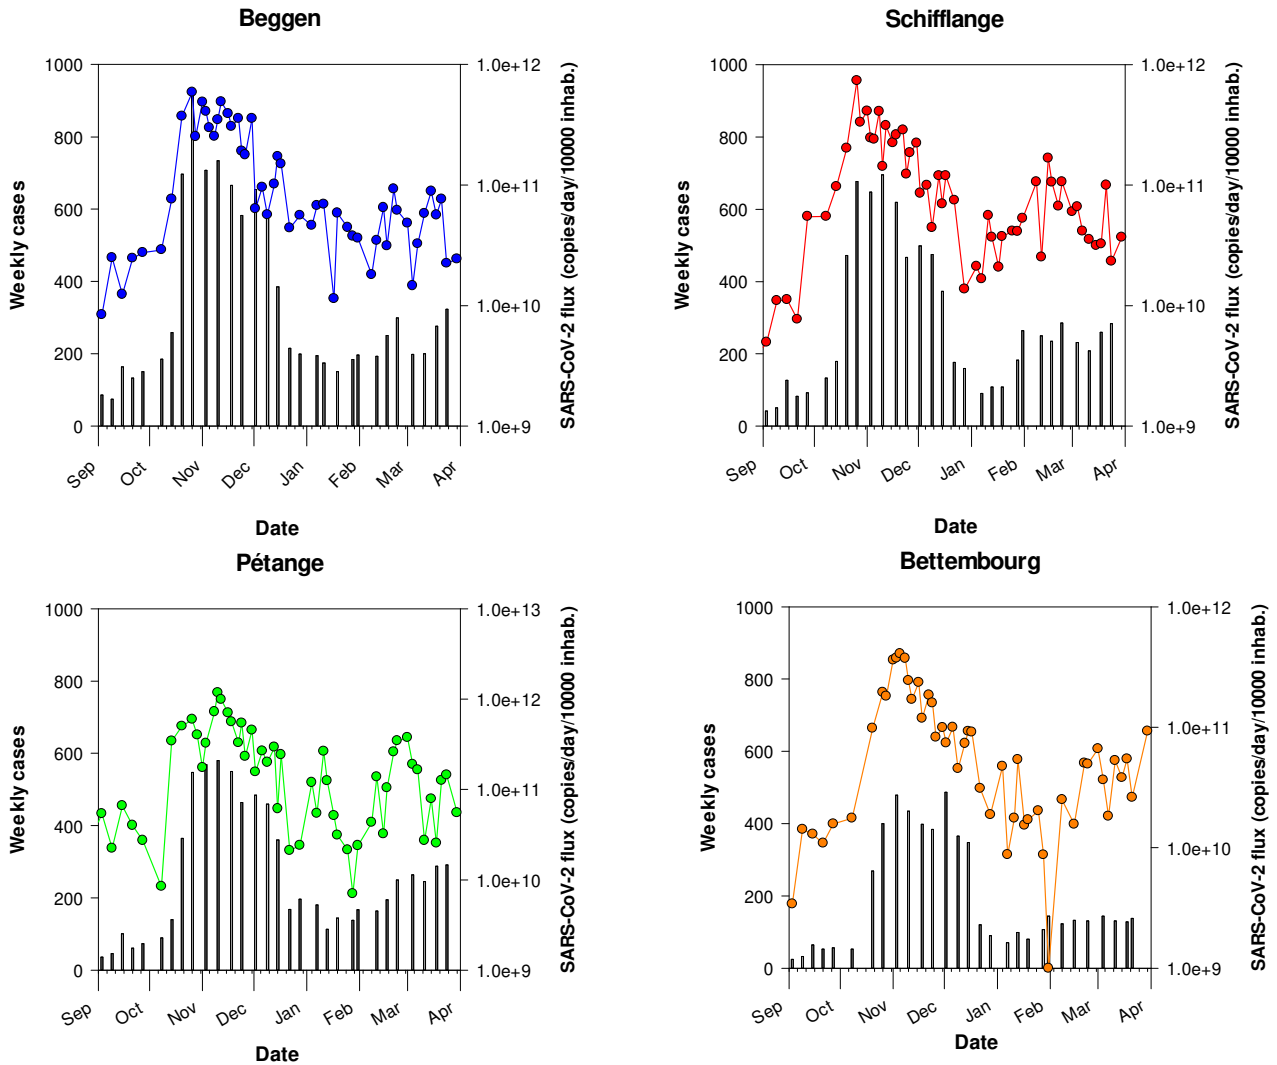 Beggen
1000
800
600
400
200
0
Weekly cases
1.0e+12
1.0e+11
1.0e+10
1.0e+9
SARS-CoV-2 flux (copies/day/10000 inhab.)
Sep Oct Nov Dec Jan Feb Mar Apr
Date
Schifflange
1000
800
600
400
200
0
Weekly cases
1.0e+12
1.0e+11
1.0e+10
1.0e+9
SARS-CoV-2 flux (copies/day/10000 inhab.)
Sep Oct Nov Dec Jan Feb Mar Apr
Date
Pétange
1000
800
600
400
200
0
Weekly cases
1.0e+13
1.0e+12
1.0e+11
1.0e+10
1.0e+9
SARS-CoV-2 flux (copies/day/10000 inhab.)
Sep Oct Nov Dec Jan Feb Mar Apr
Date
Bettembourg
1000
800
600
400
200
0
Weekly cases
1.0e+12
1.0e+11
1.0e+10
1.0e+9
SARS-CoV-2 flux (copies/day/10000 inhab.)
Sep Oct Nov Dec Jan Feb Mar Apr
Date